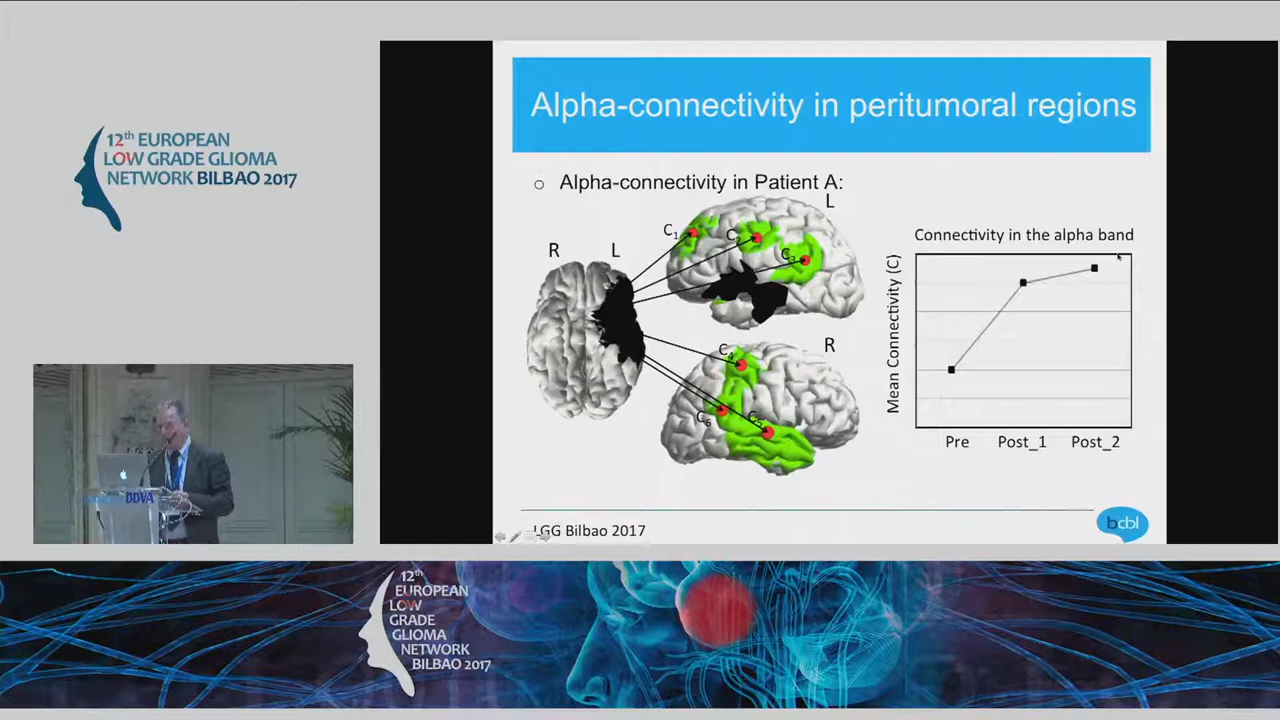 12th EUROPEAN
LOW GRADE GLIOMA
NETWORK BILBAO 2017
Alpha-connectivity in peritumoral regions
Alpha-connectivity in Patient A:
R
L
L
C1
C2
C3
R
C4
C6
C5
Connectivity in the alpha band
Mean Connectivity (C)
Pre
Post_1
Post_2
LGG Bilbao 2017
bcbl
BBVA
12th
EUROPEAN
LOW
GRADE
GLIOMA
NETWORK
BILBAO 2017